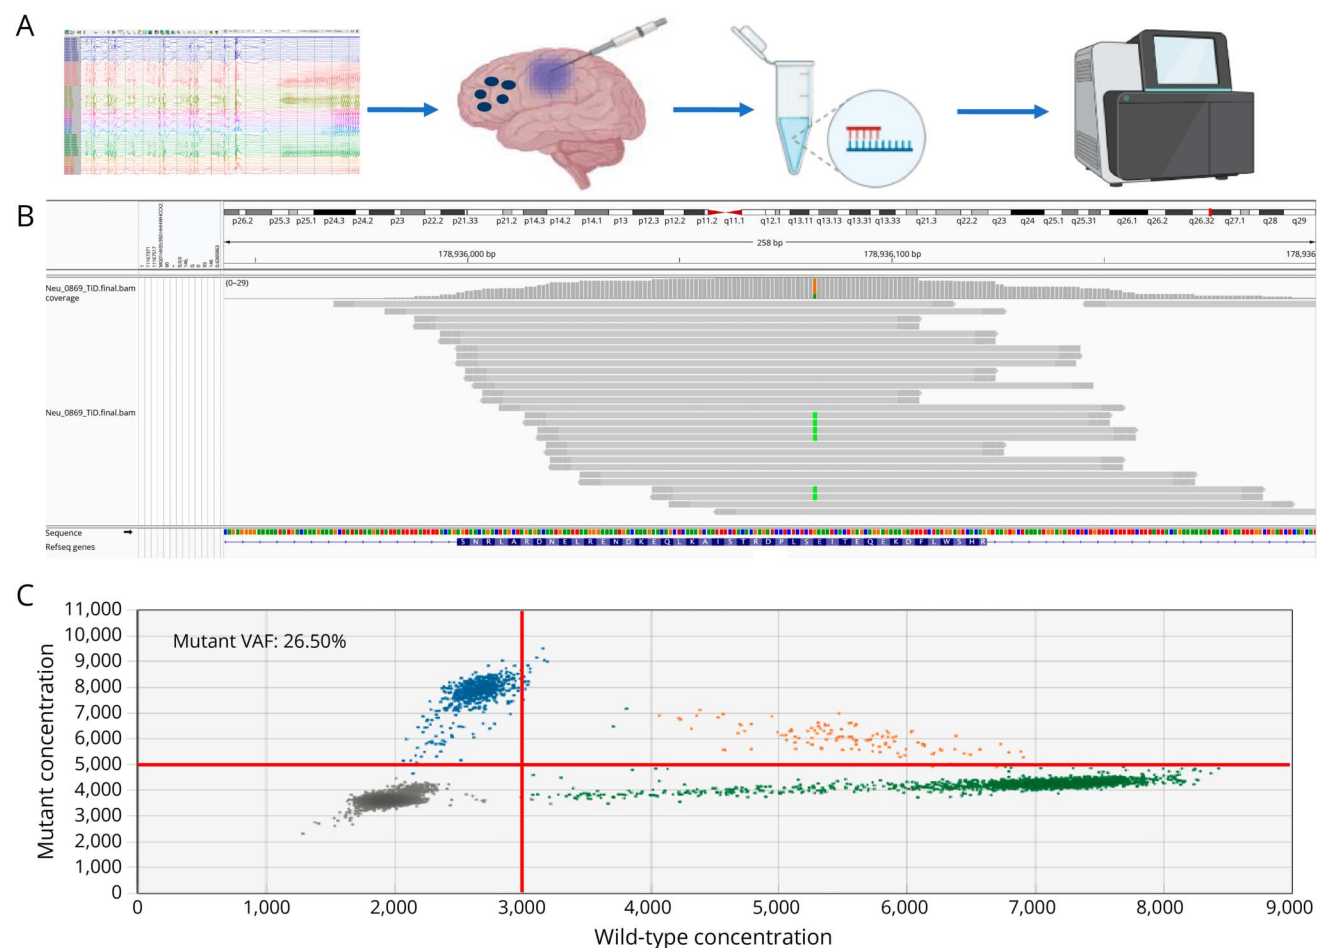 A
B
p26.2 p25.3 p25.1 p24.3 p24.2 p23 p22.2 p21.33 p21.2 p14.3 p14.2 p14.1 p13 p12.3 p12.2 p11.2 q11.1 q12.1 q13.11 q13.13 q13.31 q13.33 q21.3 q22.2 q23 q24 q25.1 q25.31 q26.1 q26.2 q26.32 q27.1 q28 q29
258 bp
178,936,000 bp 178,936,100 bp 178,936
Neu_0869_TiD.final.bam
coverage
(0–29)
Neu_0869_TiD.final.bam
Sequence
Refseq genes
S N R L A R D N E L R E N D K E Q L K A I S T R D P L S E I T E Q E K D F L W S H R
C
Mutant VAF: 26.50%
Mutant concentration
11,000
10,000
9,000
8,000
7,000
6,000
5,000
4,000
3,000
2,000
1,000
0
0 1,000 2,000 3,000 4,000 5,000 6,000 7,000 8,000 9,000
Wild-type concentration